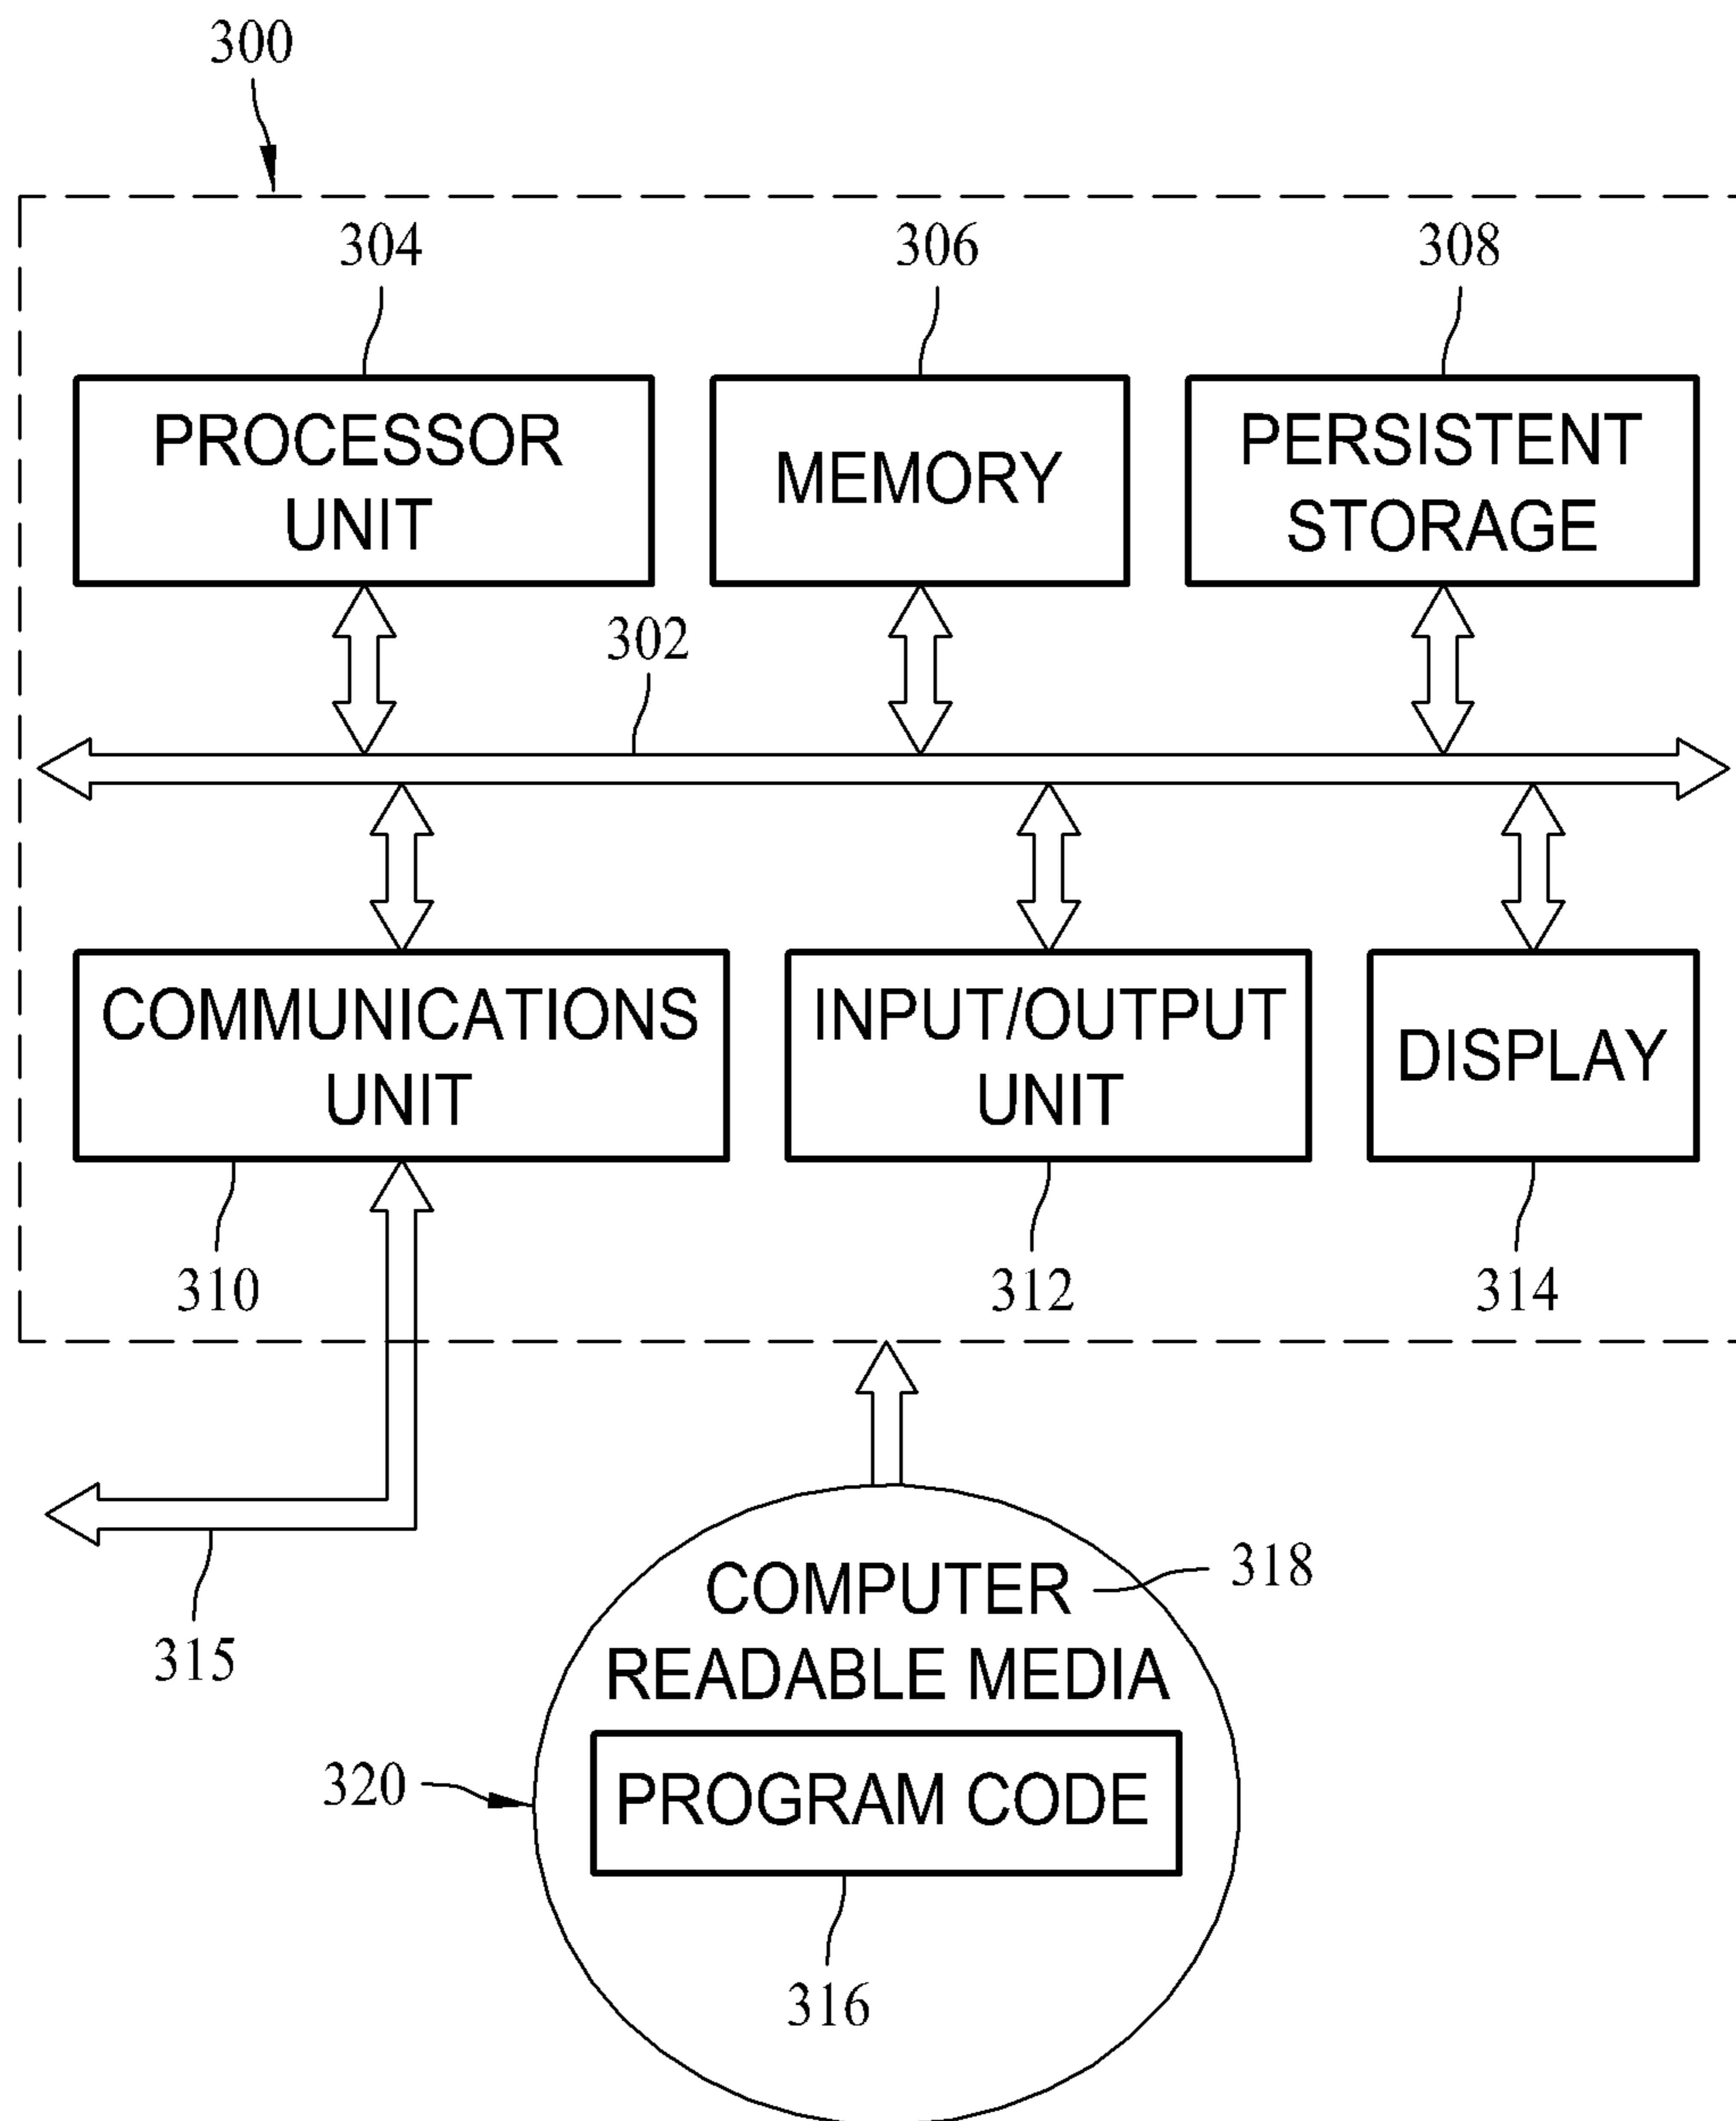 300
304
306
308
PROCESSOR
UNIT
MEMORY
PERSISTENT
STORAGE
302
COMMUNICATIONS
UNIT
INPUT/OUTPUT
UNIT
DISPLAY
310
312
314
315
COMPUTER
READABLE MEDIA
318
320
PROGRAM CODE
316